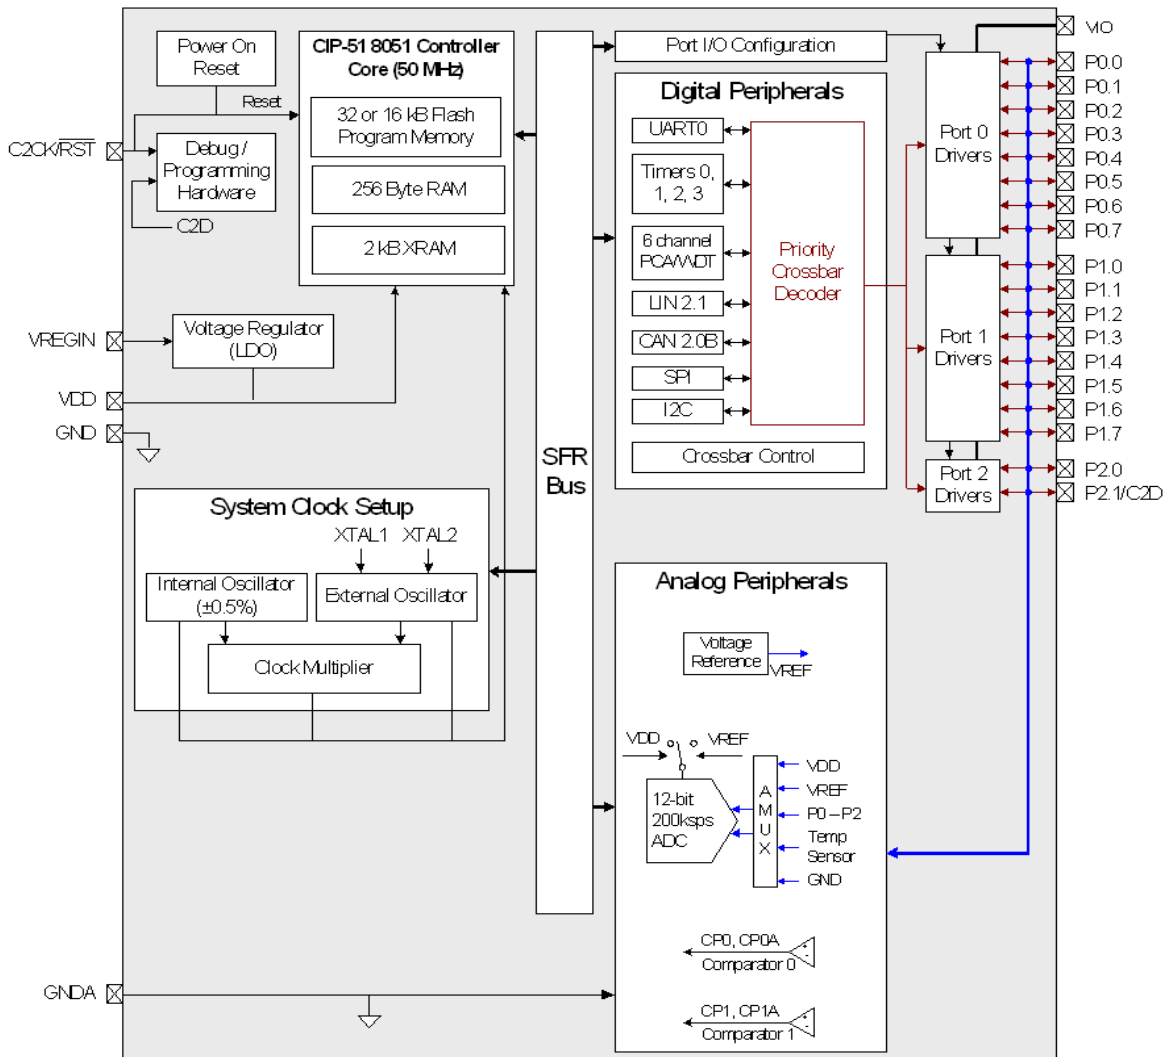 Power On
Reset
Reset
C2CK/RST
Debug /
Programming
Hardware
C2D
CIP-51 8051 Controller
Core (50 MHz)
32 or 16 kB Flash
Program Memory
256 Byte RAM
2 kB XRAM
VREGIN
Voltage Regulator
(LDO)
VDD
GND
System Clock Setup
XTAL1 XTAL2
Internal Oscillator
(±0.5%)
External Oscillator
Clock Multiplier
GNDA
SFR
Bus
Port I/O Configuration
Digital Peripherals
UART0
Timers 0,
1, 2, 3
6 channel
PCA/WDT
LIN 2.1
CAN 2.0B
SPI
I2C
Priority
Crossbar
Decoder
Crossbar Control
Port 0
Drivers
Port 1
Drivers
Port 2
Drivers
VIO
P0.0
P0.1
P0.2
P0.3
P0.4
P0.5
P0.6
P0.7
P1.0
P1.1
P1.2
P1.3
P1.4
P1.5
P1.6
P1.7
P2.0
P2.1/C2D
Analog Peripherals
Voltage
Reference
VREF
VDD
VREF
12-bit
200ksps
ADC
A
M
U
X
VDD
VREF
P0 – P2
Temp
Sensor
GND
CP0, CP0A
Comparator 0
+
-
CP1, CP1A
Comparator 1
+
-